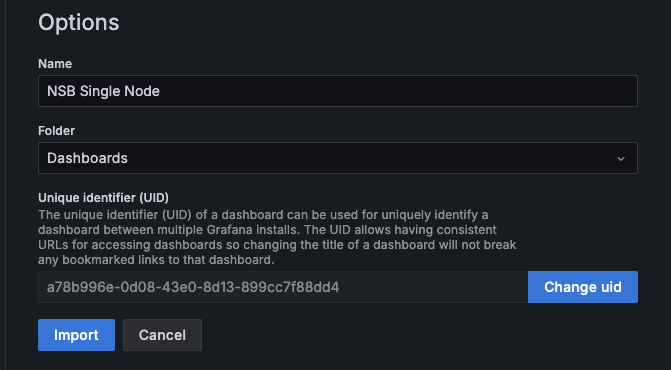 Options
Name
NSB Single Node
Folder
Dashboards
Unique identifier (UID)
The unique identifier (UID) of a dashboard can be used for uniquely identify a
dashboard between multiple Grafana installs. The UID allows having consistent
URLs for accessing dashboards so changing the title of a dashboard will not break
any bookmarked links to that dashboard.
a78b996e-0d08-43e0-8d13-899cc7f88dd4
Change uid
Import
Cancel